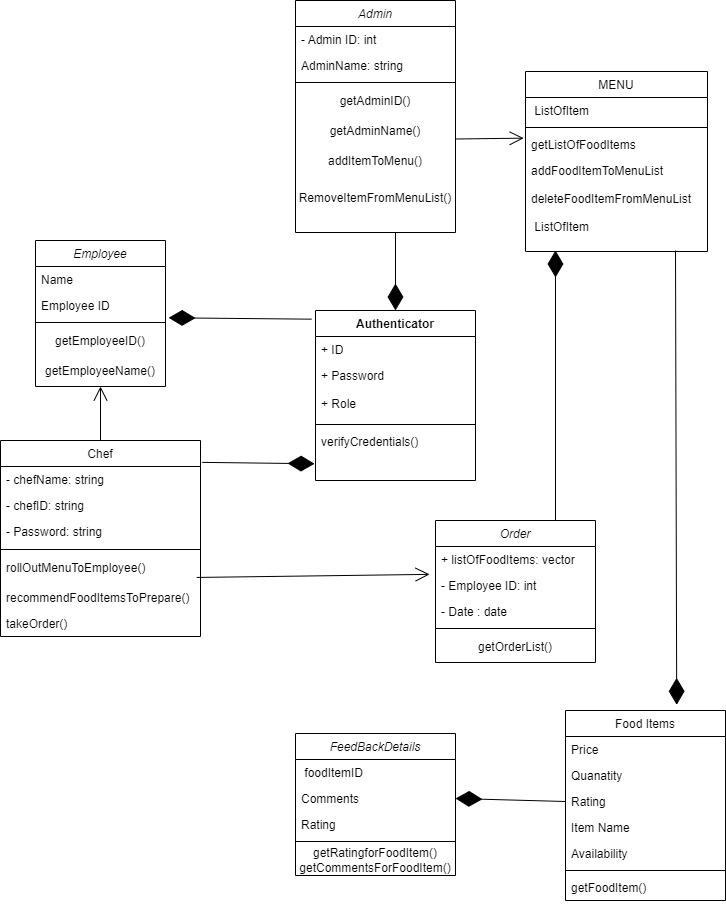 Admin
- Admin ID: int
AdminName: string
getAdminID()
getAdminName()
addItemToMenu()
RemoveItemFromMenuList()
MENU
ListOfItem
getListOfFoodItems
addFoodItemToMenuList
deleteFoodItemFromMenuList
ListOfItem
Employee
Name
Employee ID
getEmployeeID()
getEmployeeName()
Authenticator
+ ID
+ Password
+ Role
verifyCredentials()
Chef
- chefName: string
- chefID: string
- Password: string
rollOutMenuToEmployee()
recommendFoodItemsToPrepare()
takeOrder()
Order
+ listOfFoodItems: vector
- Employee ID: int
- Date : date
getOrderList()
FeedBackDetails
foodItemID
Comments
Rating
getRatingforFoodItem()
getCommentsForFoodItem()
Food Items
Price
Quanatity
Rating
Item Name
Availability
getFoodItem()